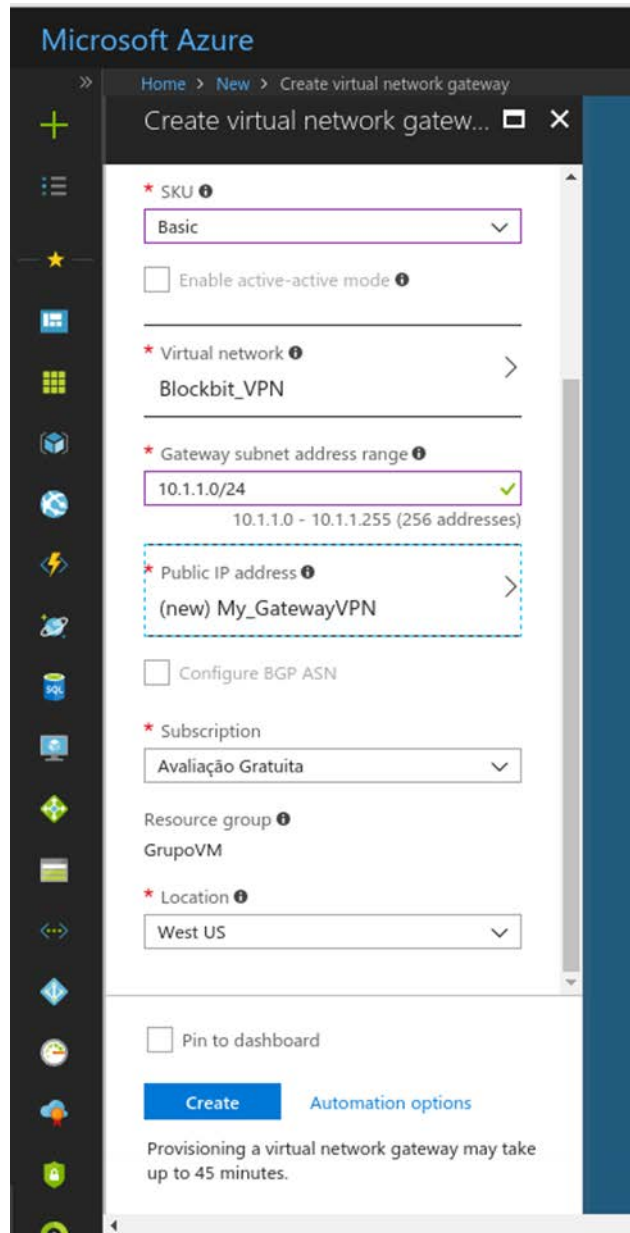 Microsoft Azure
Home > New > Create virtual network gateway
Create virtual network gatew...
* SKU
Basic
Enable active-active mode
* Virtual network
Blockbit_VPN
* Gateway subnet address range
10.1.1.0/24
10.1.1.0 - 10.1.1.255 (256 addresses)
* Public IP address
(new) My_GatewayVPN
Configure BGP ASN
* Subscription
Avaliação Gratuita
Resource group
GrupoVM
* Location
West US
Pin to dashboard
Create Automation options
Provisioning a virtual network gateway may take
up to 45 minutes.
SQL